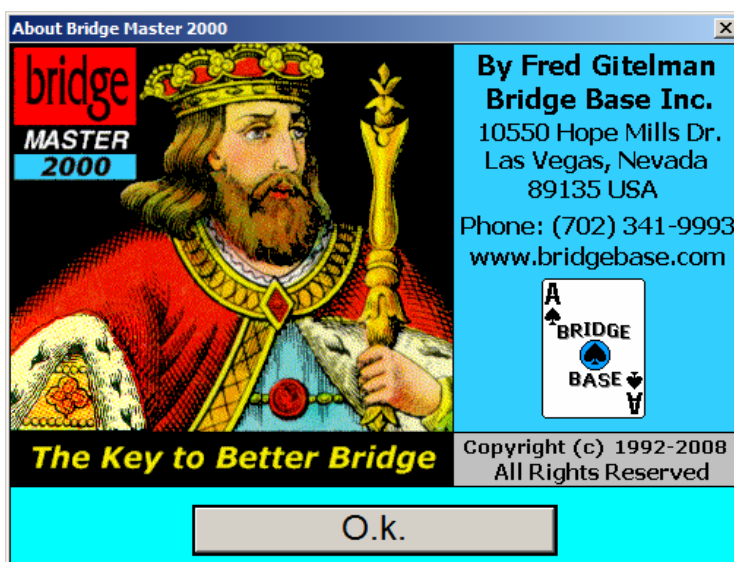 About Bridge Master 2000
bridge
MASTER
2000
By Fred Gitelman
Bridge Base Inc.
10550 Hope Mills Dr.
Las Vegas, Nevada
89135 USA
Phone: (702) 341-9993
www.bridgebase.com
A
BRIDGE
BASE
A
The Key to Better Bridge
Copyright (c) 1992-2008
All Rights Reserved
O.k.